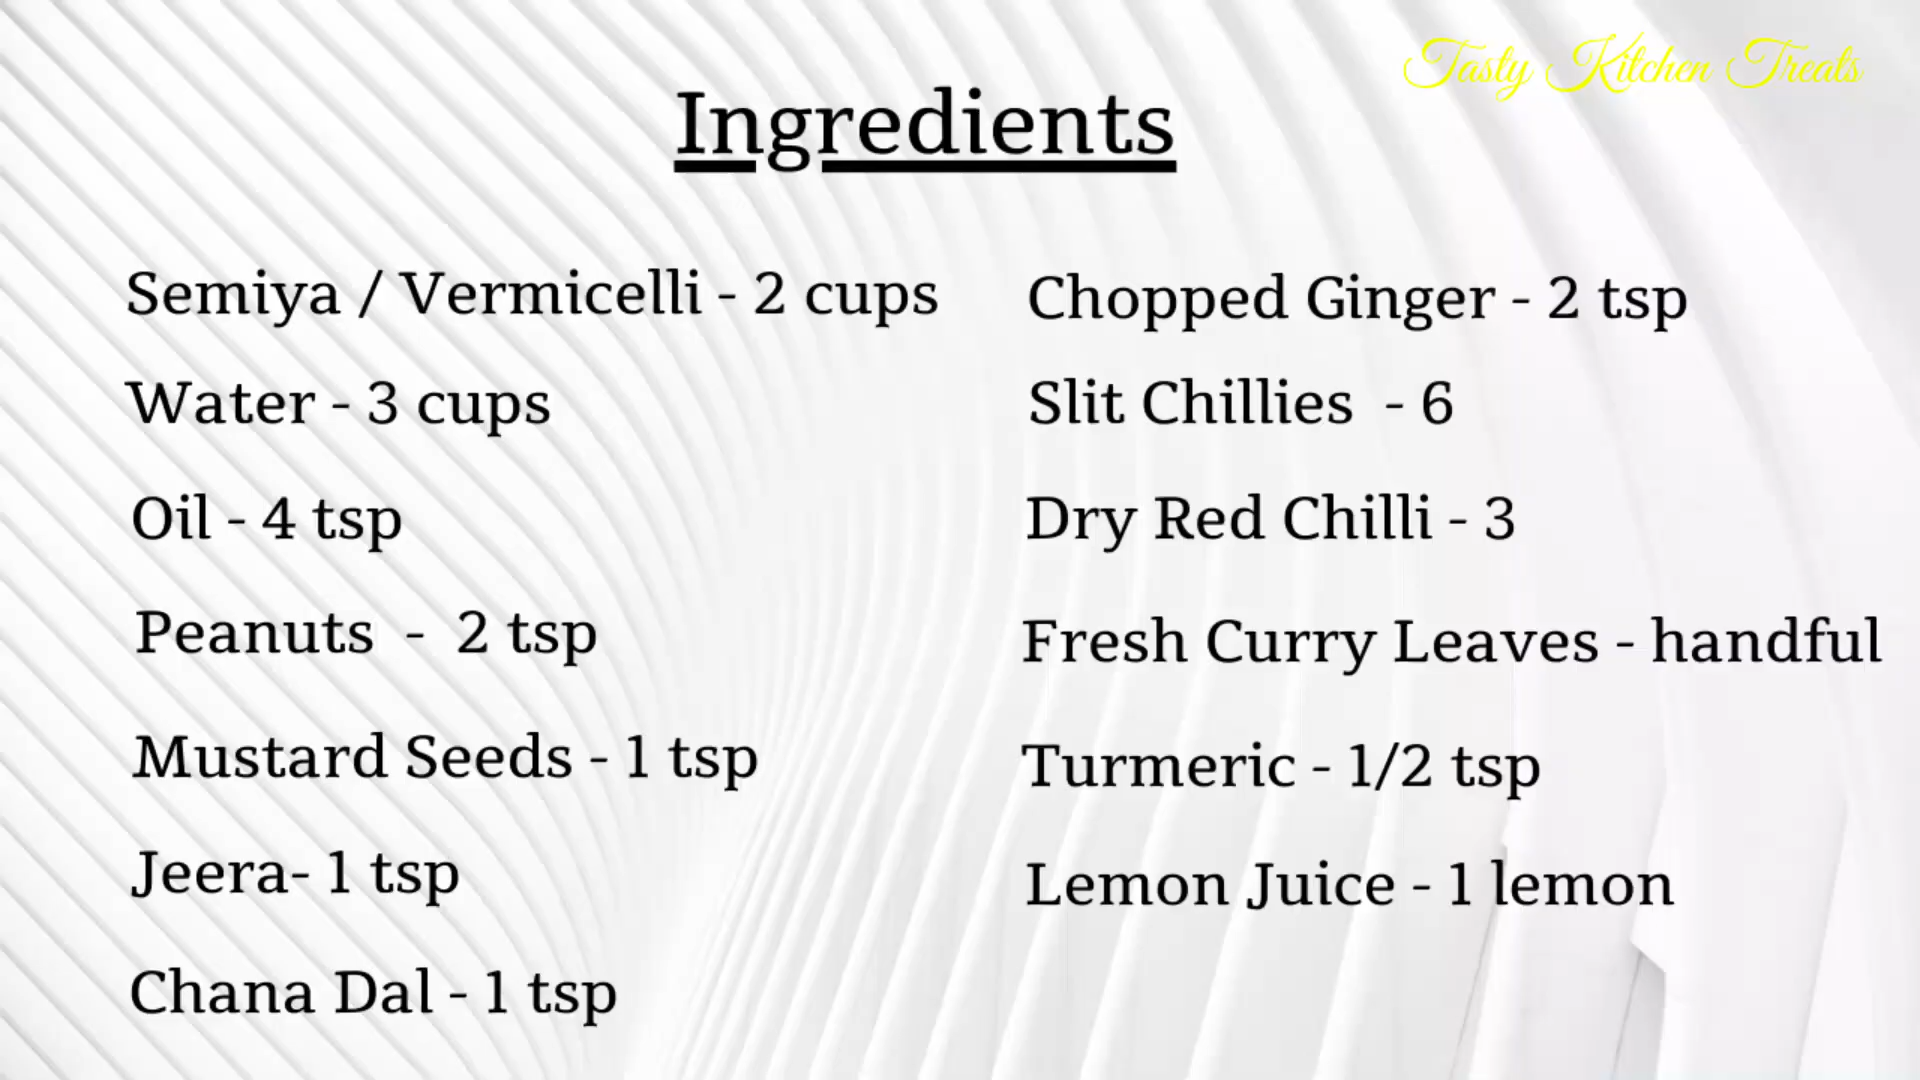 Tasty Kitchen Treats
Ingredients
Semiya / Vermicelli - 2 cups
Water - 3 cups
Oil - 4 tsp
Peanuts - 2 tsp
Mustard Seeds - 1 tsp
Jeera- 1 tsp
Chana Dal - 1 tsp
Chopped Ginger - 2 tsp
Slit Chillies - 6
Dry Red Chilli - 3
Fresh Curry Leaves - handful
Turmeric - 1/2 tsp
Lemon Juice - 1 lemon